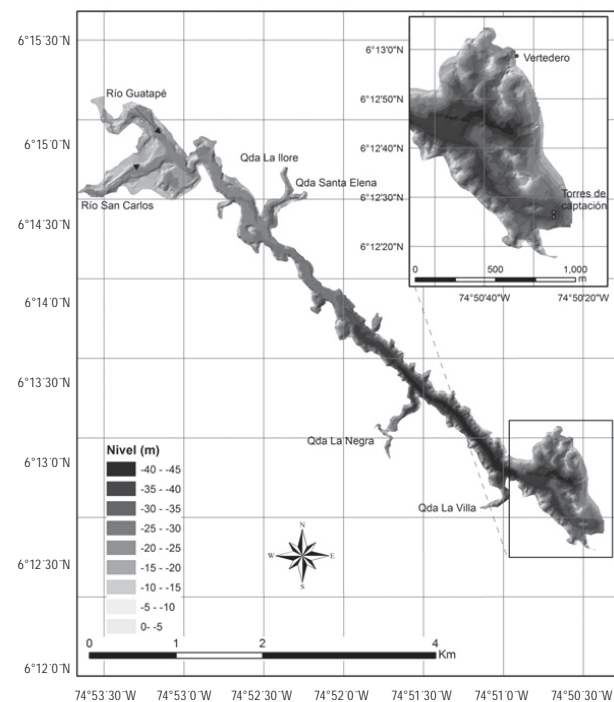 6°15´30¨N
6°15´0¨N
6°14´30¨N
6°14´0¨N
6°13´30¨N
6°13´0¨N
6°12´30¨N
6°12´0¨N
74°53´30¨W
74°53´0¨W
74°52´30¨W
74°52´0¨W
74°51´30¨W
74°51´0¨W
74°50´30¨W
Río Guatapé
Río San Carlos
Qda La Ilore
Qda Santa Elena
Qda La Negra
Qda La Villa
6°13'0"N
6°12'50"N
6°12'40"N
6°12'30"N
6°12'20"N
Vertedero
Torres de
captación
0 500 1,000
m
74°50'40"W
74°50'20"W
Nivel (m)
-40 - -45
-35 - -40
-30 - -35
-25 - -30
-20 - -25
-15 - -20
-10 - -15
-5 - -10
0- -5
N
W E
S
0 1 2 4
Km